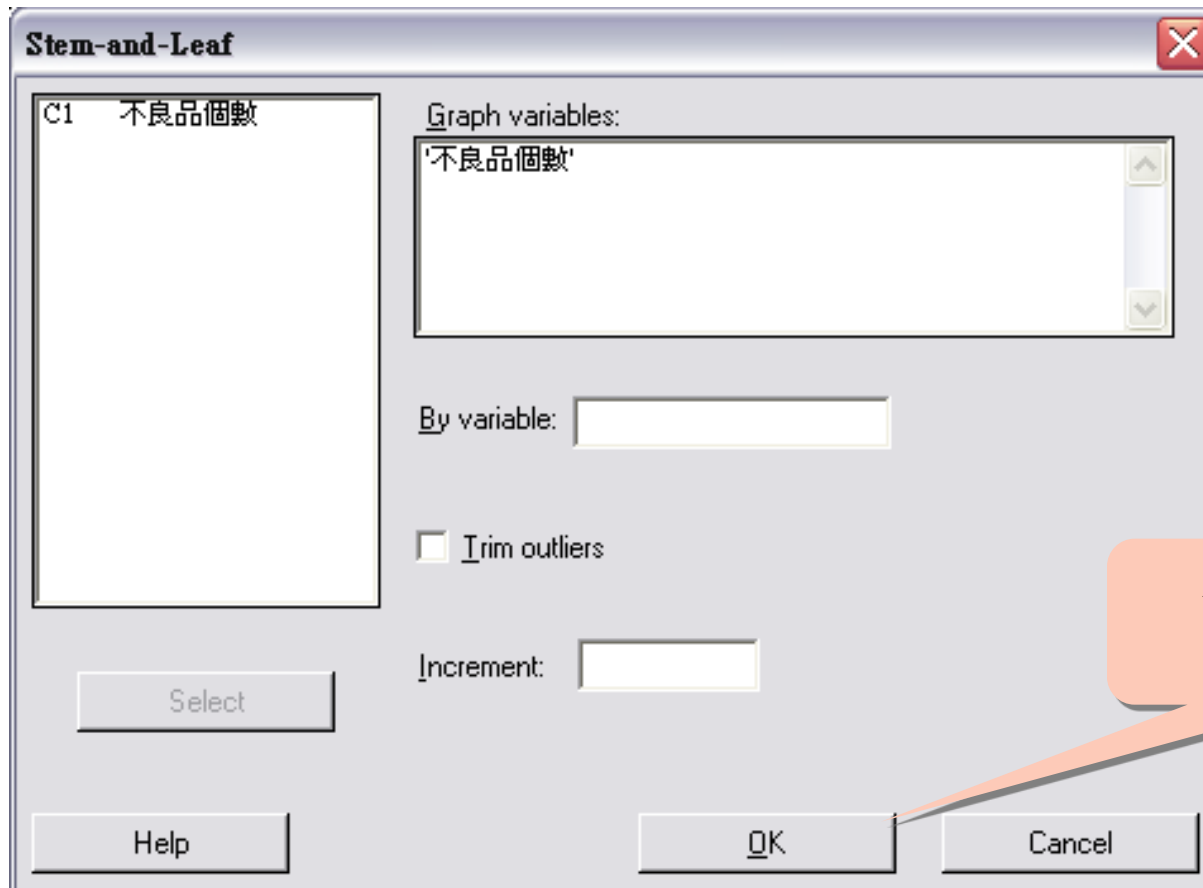 Stem-and-Leaf
C1 不良品個數
Graph variables:
'不良品個數'
By variable:
Trim outliers
Increment:
Select
Help
OK
Cancel